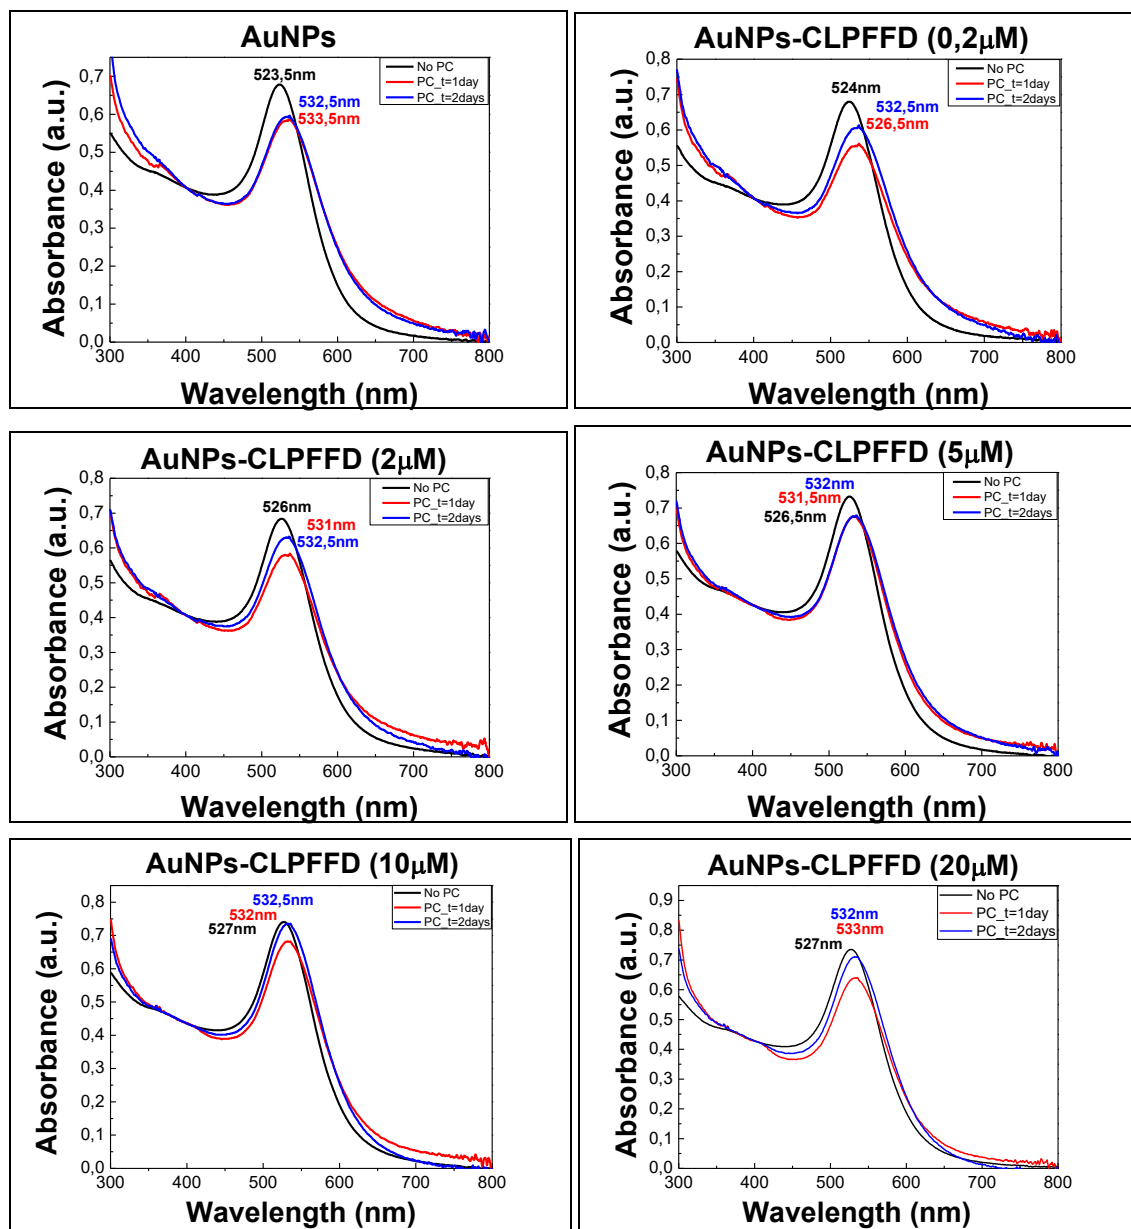 AuNPs
No PC
PC_t=1day
PC_t=2days
523,5nm
532,5nm
533,5nm
0,7
0,6
0,5
0,4
0,3
0,2
0,1
0,0
300 400 500 600 700 800
Absorbance (a.u.)
Wavelength (nm)
AuNPs-CLPFFD (0,2μM)
No PC
PC_t=1day
PC_t=2days
524nm
532,5nm
526,5nm
0,8
0,7
0,6
0,5
0,4
0,3
0,2
0,1
0,0
300 400 500 600 700 800
Absorbance (a.u.)
Wavelength (nm)
AuNPs-CLPFFD (2μM)
No PC
PC_t=1day
PC_t=2days
526nm
531nm
532,5nm
0,8
0,7
0,6
0,5
0,4
0,3
0,2
0,1
0,0
300 400 500 600 700 800
Absorbance (a.u.)
Wavelength (nm)
AuNPs-CLPFFD (5μM)
No PC
PC_t=1day
PC_t=2days
532nm
531,5nm
526,5nm
0,8
0,7
0,6
0,5
0,4
0,3
0,2
0,1
0,0
300 400 500 600 700 800
Absorbance (a.u.)
Wavelength (nm)
AuNPs-CLPFFD (10μM)
No PC
PC_t=1day
PC_t=2days
532,5nm
532nm
527nm
0,8
0,7
0,6
0,5
0,4
0,3
0,2
0,1
0,0
300 400 500 600 700 800
Absorbance (a.u.)
Wavelength (nm)
AuNPs-CLPFFD (20μM)
No PC
PC_t=1day
PC_t=2days
532nm
533nm
527nm
0,9
0,8
0,7
0,6
0,5
0,4
0,3
0,2
0,1
0,0
300 400 500 600 700 800
Absorbance (a.u.)
Wavelength (nm)